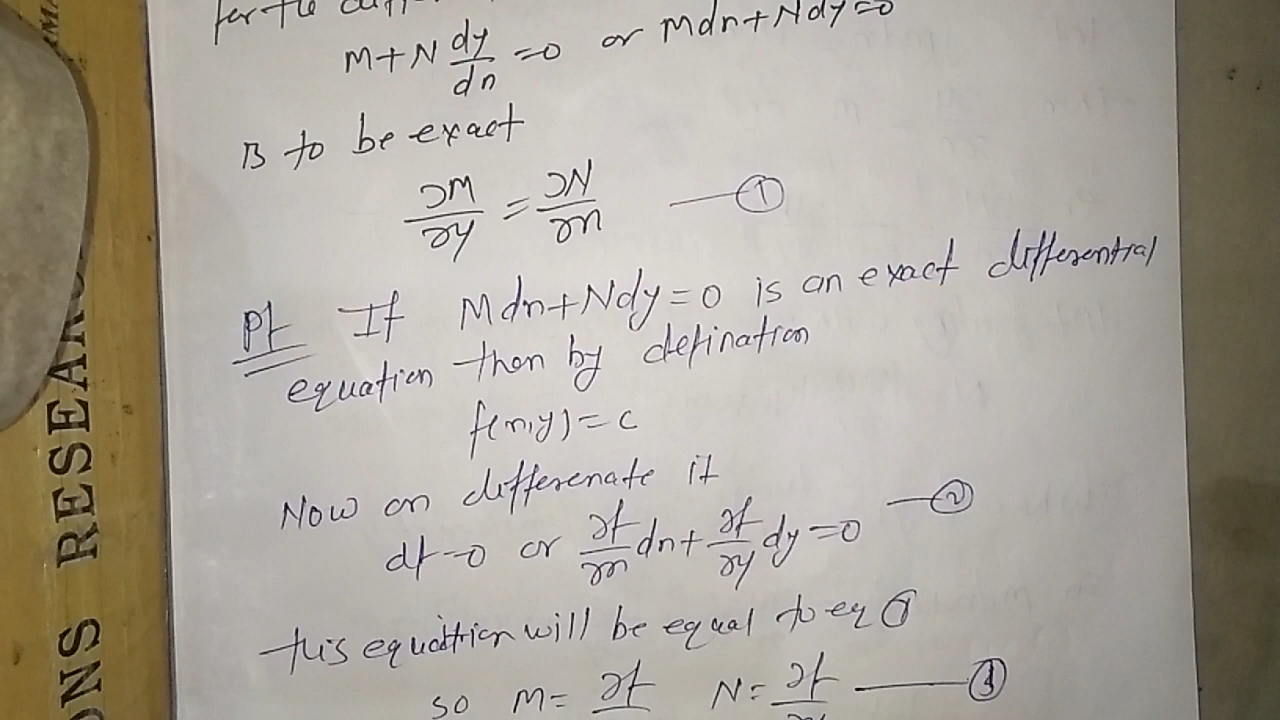 for the
M+N dy/dn =0 or Mdn+Ndy=0
is to be exact
∂M/∂y = ∂N/∂n —①
Pf If Mdn+Ndy=0 is an exact differential
equation then by defination
f(n,y)=c
Now on differenate it
df=0 or ∂f/∂n dn+ ∂f/∂y dy=0 —②
this equation will be equal to eq ①
so M= ∂f N= ∂f —③
ONS RESEAR